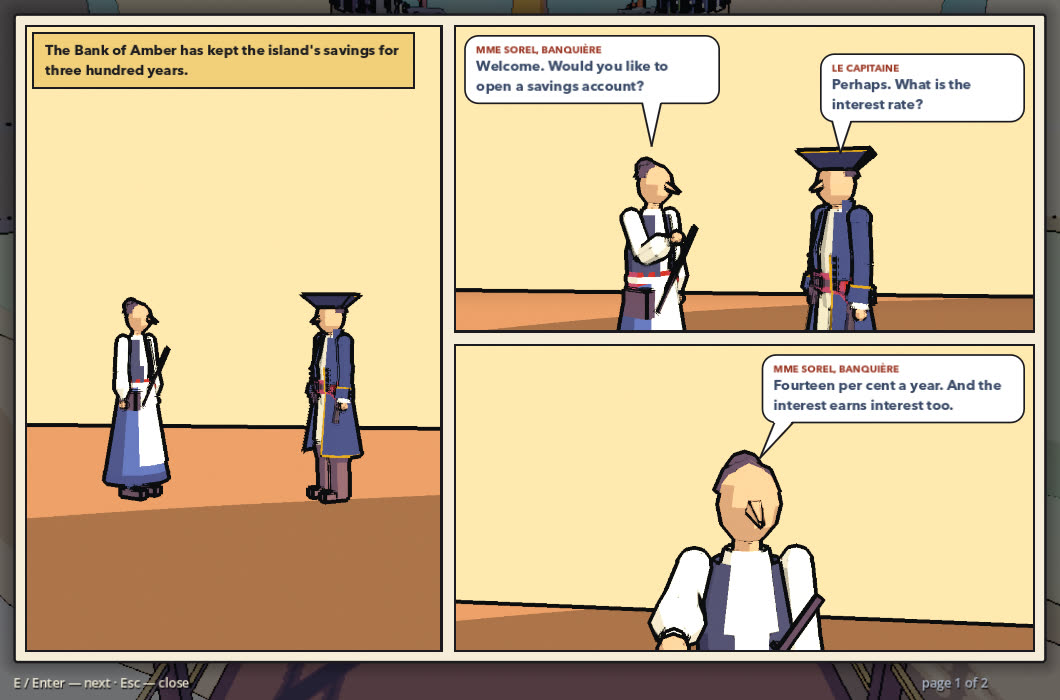 The Bank of Amber has kept the island's savings for
three hundred years.
MME SOREL, BANQUIÈRE
Welcome. Would you like to
open a savings account?
LE CAPITAINE
Perhaps. What is the
interest rate?
MME SOREL, BANQUIÈRE
Fourteen per cent a year. And the
interest earns interest too.
E / Enter — next · Esc — close
page 1 of 2